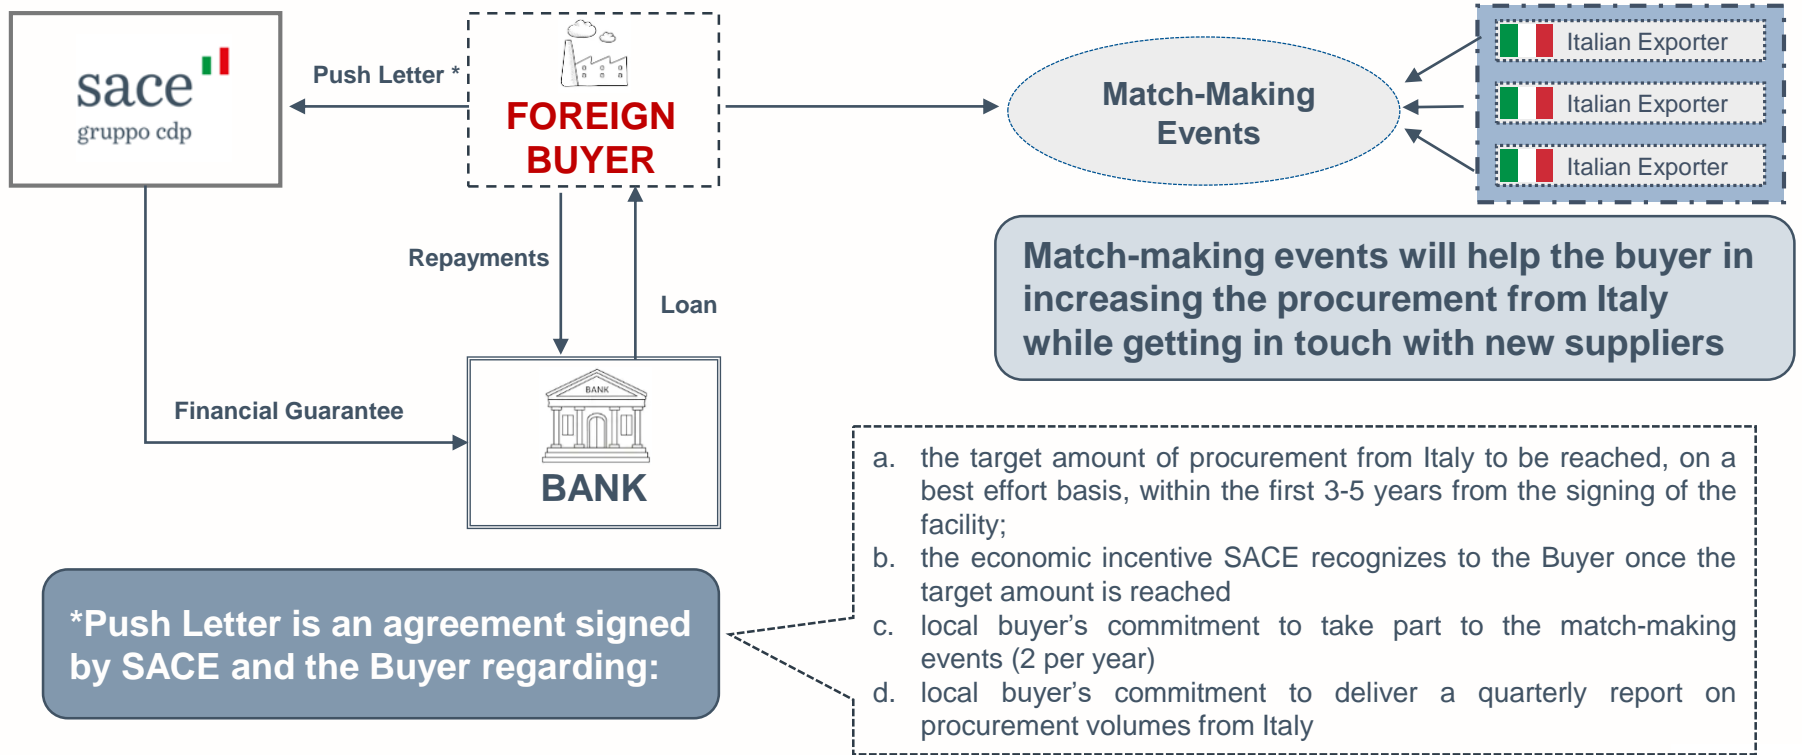 sace
gruppo cdp
Push Letter *
FOREIGN
BUYER
Match-Making
Events
Italian Exporter
Italian Exporter
Italian Exporter
Repayments
Loan
Match-making events will help the buyer in
increasing the procurement from Italy
while getting in touch with new suppliers
Financial Guarantee
BANK
BANK
*Push Letter is an agreement signed
by SACE and the Buyer regarding:
a. the target amount of procurement from Italy to be reached, on a
best effort basis, within the first 3-5 years from the signing of the
facility;
b. the economic incentive SACE recognizes to the Buyer once the
target amount is reached
c. local buyer's commitment to take part to the match-making
events (2 per year)
d. local buyer's commitment to deliver a quarterly report on
procurement volumes from Italy